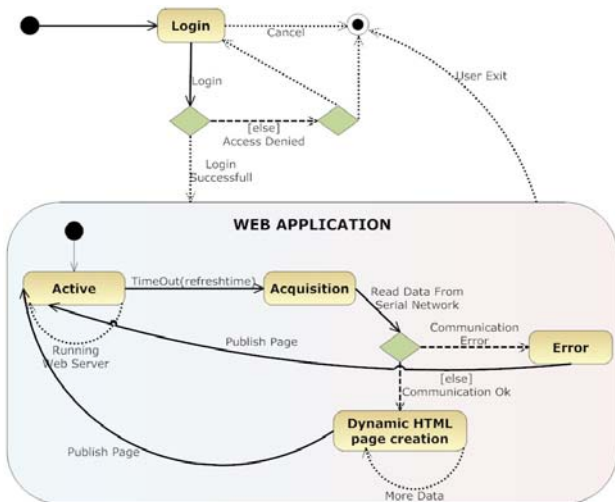 Login
Cancel
User Exit
Login
[else]
Access Denied
Login
Successfull
WEB APPLICATION
Active
TimeOut(refreshtime)
Acquisition
Read Data From
Serial Network
Communication
Error
Error
Publish Page
Running
Web Server
[else]
Communication Ok
Dynamic HTML
page creation
Publish Page
More Data